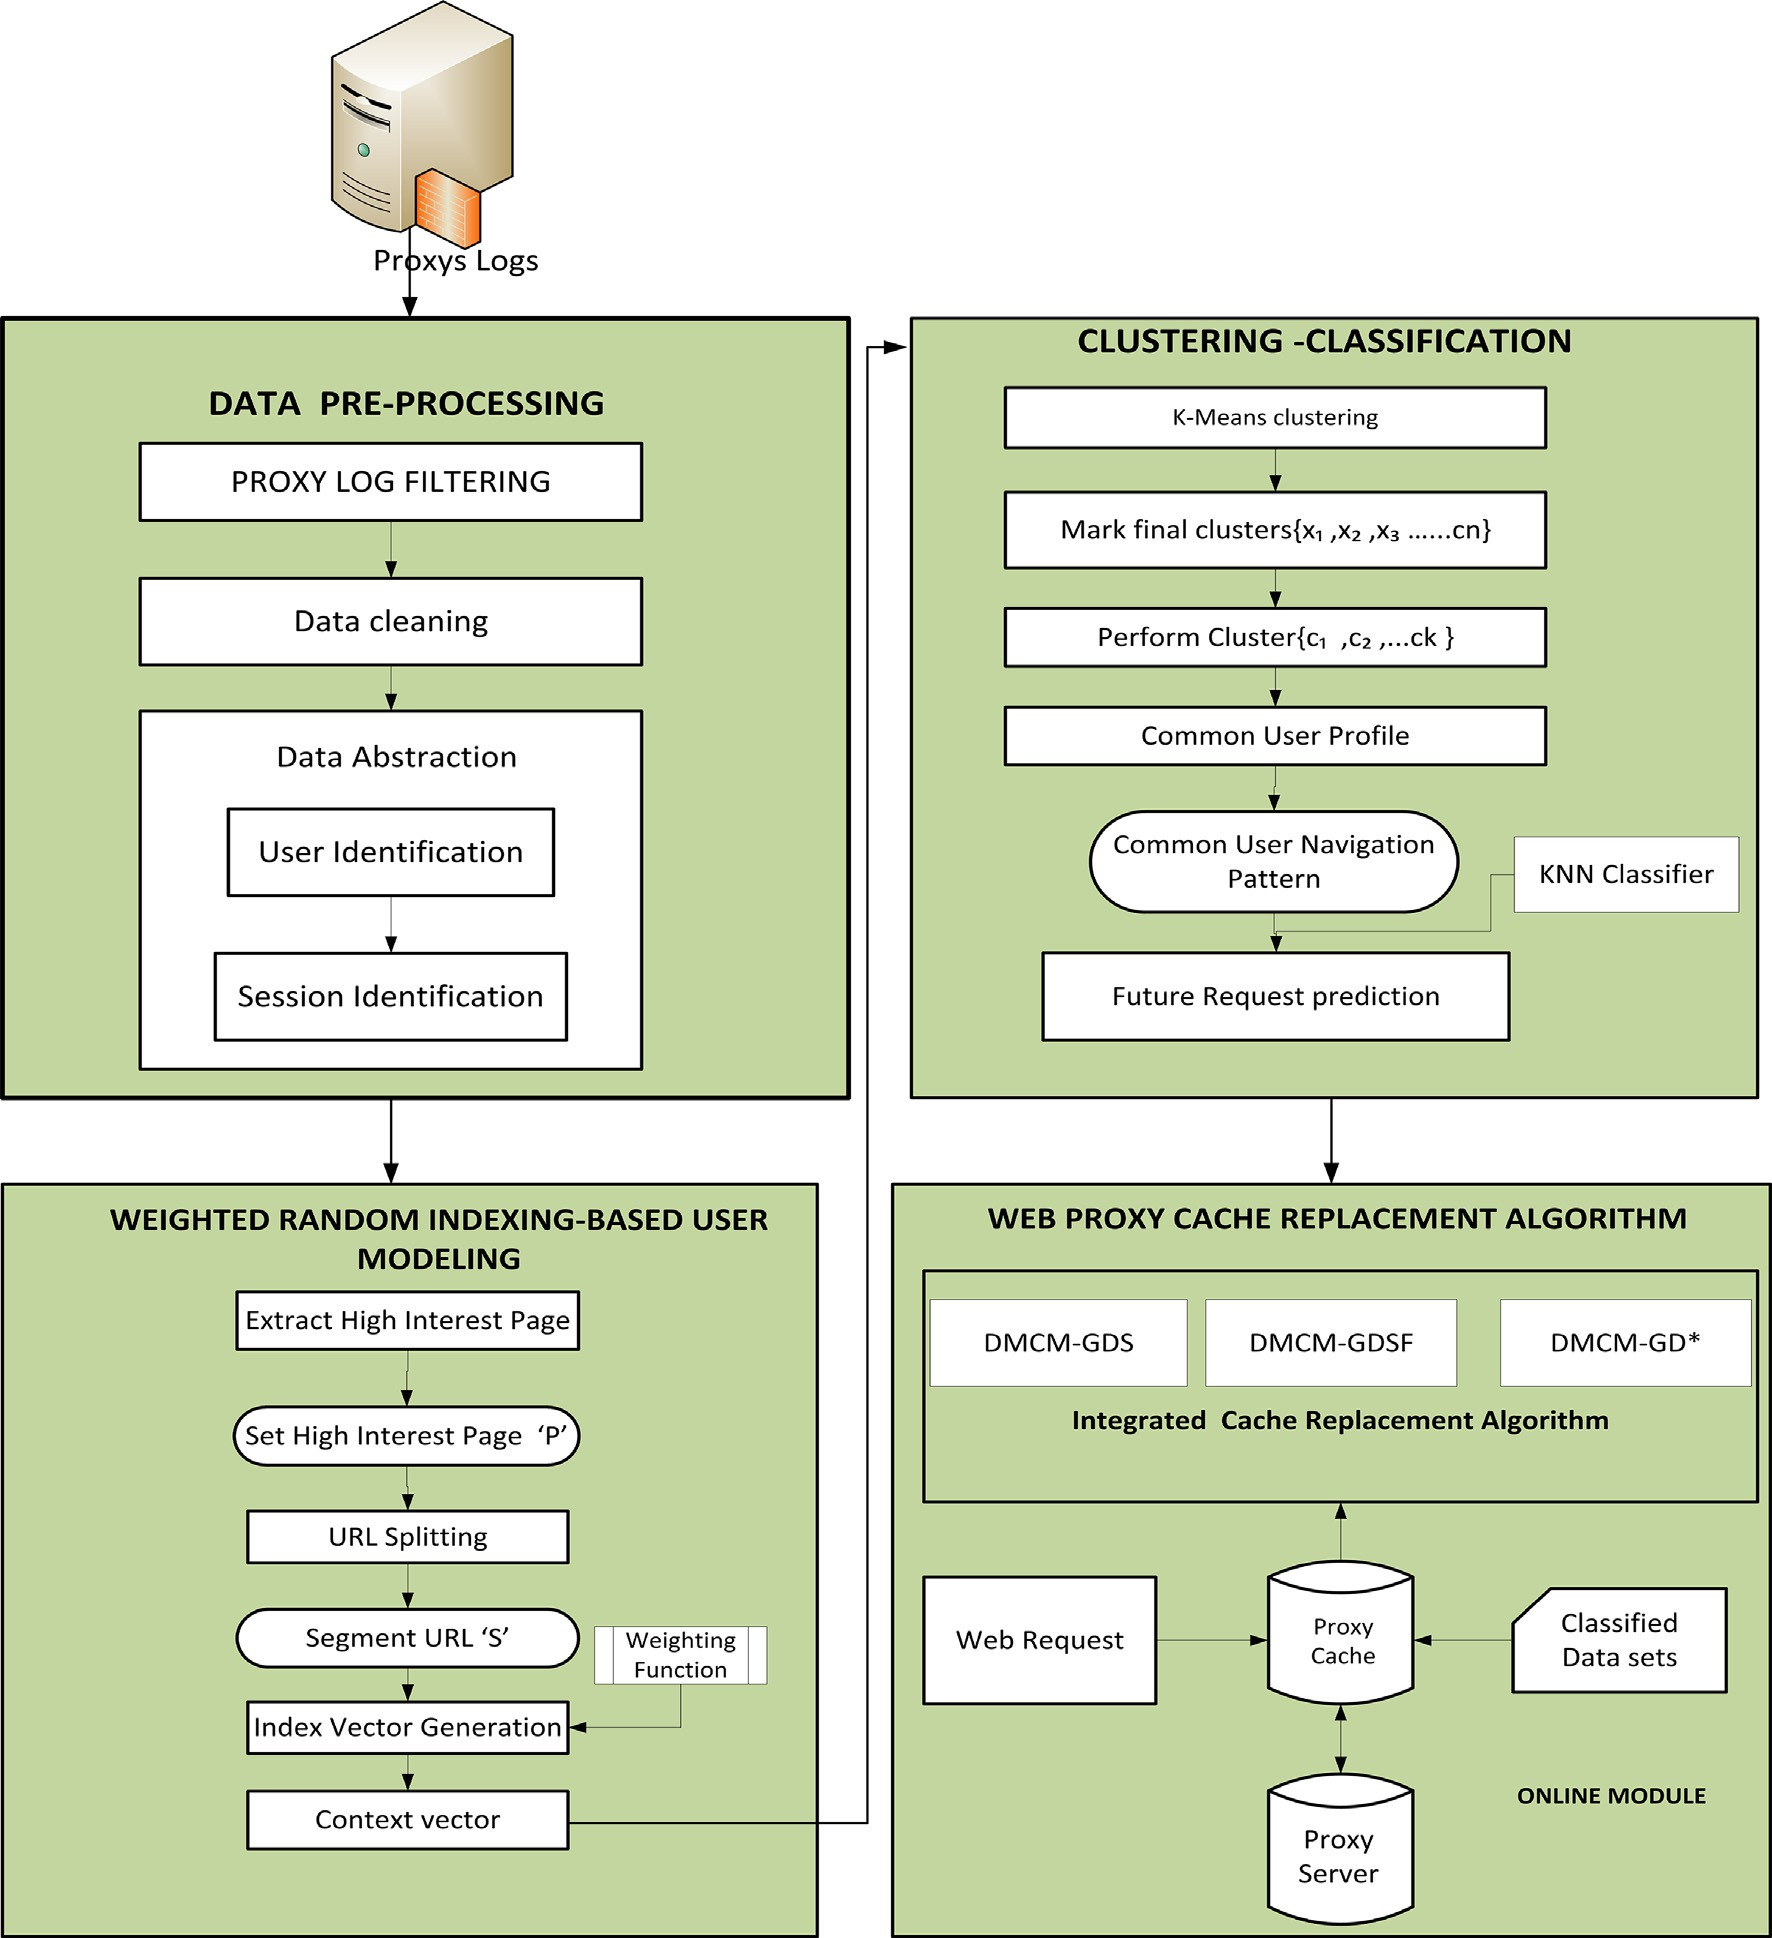 Proxys Logs
DATA PRE-PROCESSING
PROXY LOG FILTERING
Data cleaning
Data Abstraction
User Identification
Session Identification
WEIGHTED RANDOM INDEXING-BASED USER
MODELING
Extract High Interest Page
Set High Interest Page ‘P’
URL Splitting
Segment URL ‘S’
Weighting
Function
Index Vector Generation
Context vector
CLUSTERING -CLASSIFICATION
K-Means clustering
Mark final clusters{x₁ ,x₂ ,x₃ ......cn}
Perform Cluster{c₁ ,c₂ ,...ck }
Common User Profile
Common User Navigation
Pattern
KNN Classifier
Future Request prediction
WEB PROXY CACHE REPLACEMENT ALGORITHM
DMCM-GDS
DMCM-GDSF
DMCM-GD*
Integrated Cache Replacement Algorithm
Web Request
Proxy
Cache
Classified
Data sets
ONLINE MODULE
Proxy
Server